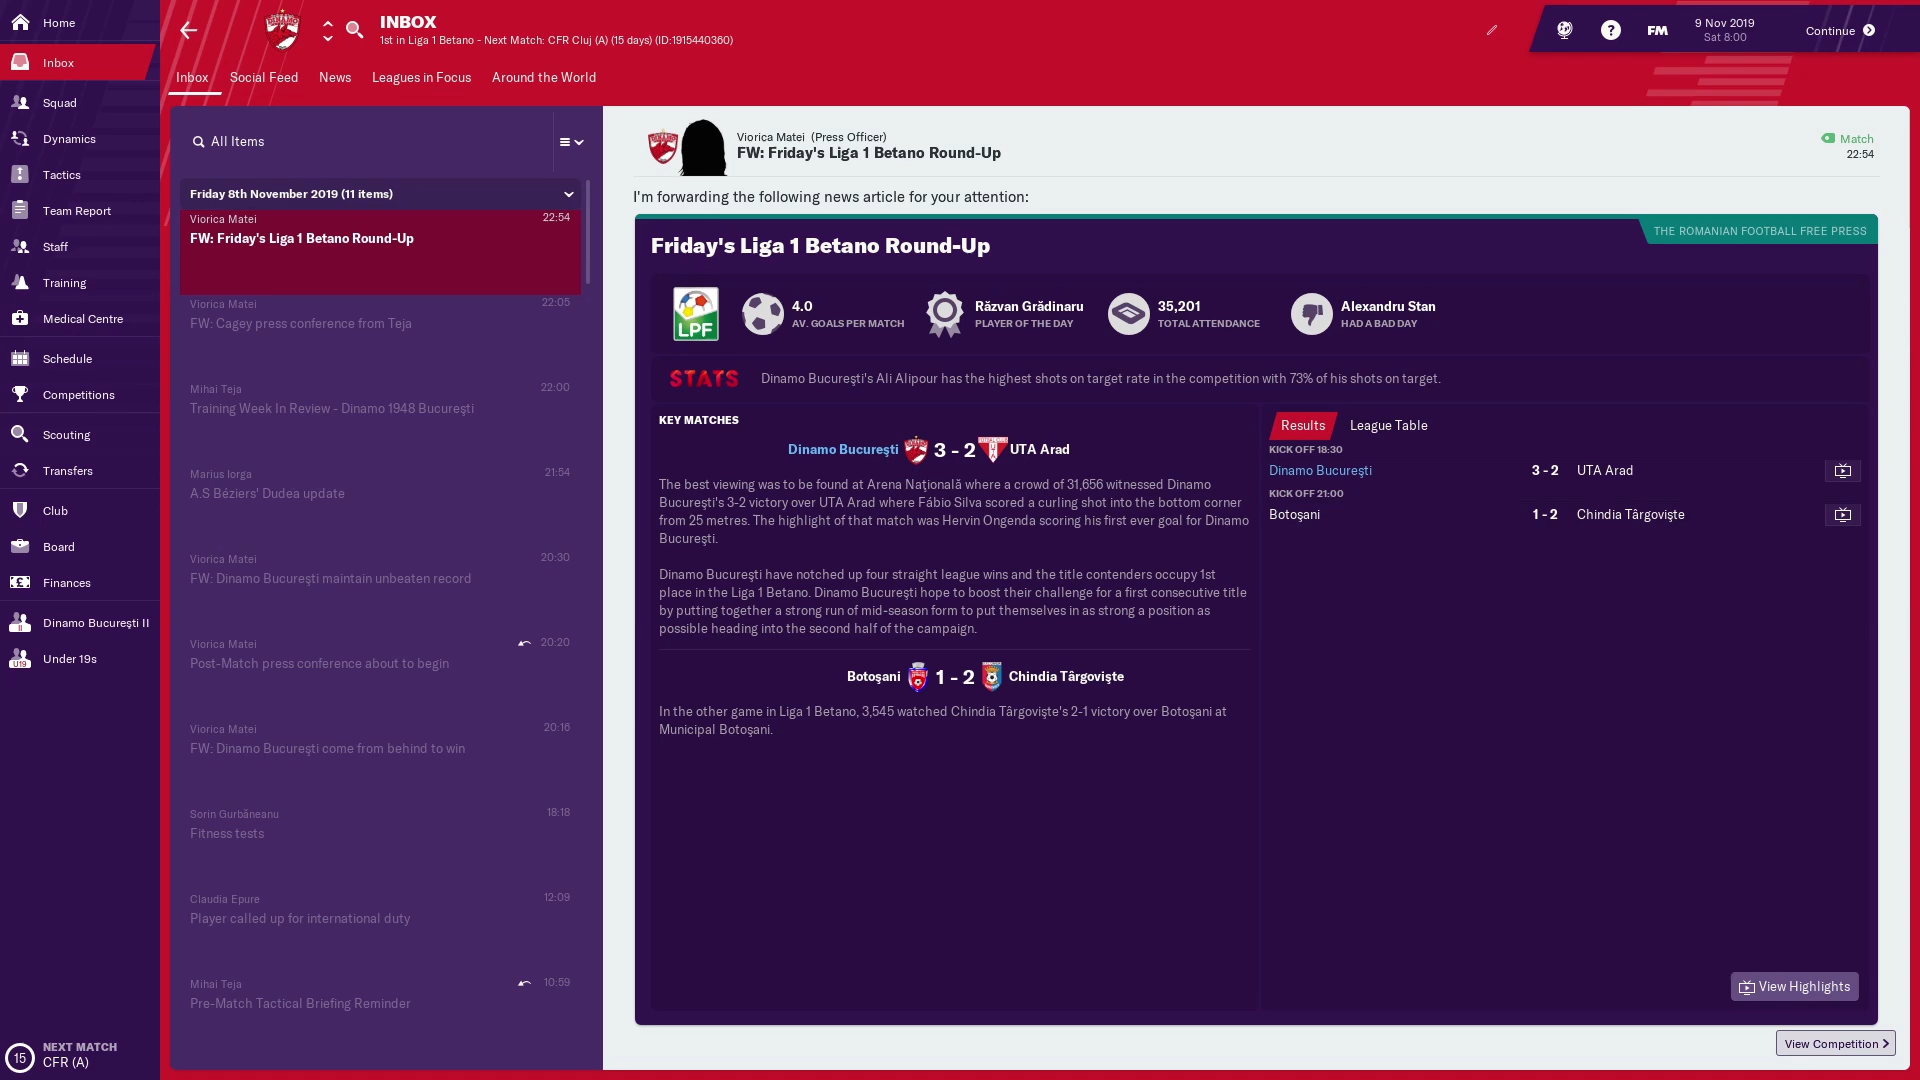 Home
Inbox
Squad
Dynamics
Tactics
Team Report
Staff
Training
Medical Centre
Schedule
Competitions
Scouting
Transfers
Club
Board
Finances
Dinamo Bucureşti II
Under 19s
15
NEXT MATCH
CFR (A)
INBOX
1st in Liga 1 Betano - Next Match: CFR Cluj (A) (15 days) (ID:1915440360)
FM
9 Nov 2019
Sat 8:00
Continue
Inbox
Social Feed
News
Leagues in Focus
Around the World
All Items
Friday 8th November 2019 (11 items)
Viorica Matei
22:54
FW: Friday's Liga 1 Betano Round-Up
Viorica Matei
22:05
FW: Cagey press conference from Teja
Mihai Teja
22:00
Training Week In Review - Dinamo 1948 Bucureşti
Marius Iorga
21:54
A.S Béziers' Dudea update
Viorica Matei
20:30
FW: Dinamo Bucureşti maintain unbeaten record
Viorica Matei
20:20
Post-Match press conference about to begin
Viorica Matei
20:16
FW: Dinamo Bucureşti come from behind to win
Sorin Gurbăneanu
18:18
Fitness tests
Claudia Epure
12:09
Player called up for international duty
Mihai Teja
10:59
Pre-Match Tactical Briefing Reminder
Viorica Matei (Press Officer)
FW: Friday's Liga 1 Betano Round-Up
Match
22:54
I'm forwarding the following news article for your attention:
THE ROMANIAN FOOTBALL FREE PRESS
Friday's Liga 1 Betano Round-Up
LPF
4.0
AV. GOALS PER MATCH
Răzvan Grădinaru
PLAYER OF THE DAY
35,201
TOTAL ATTENDANCE
Alexandru Stan
HAD A BAD DAY
STATS
Dinamo Bucureşti's Ali Alipour has the highest shots on target rate in the competition with 73% of his shots on target.
KEY MATCHES
Dinamo Bucureşti 3 - 2 UTA Arad
The best viewing was to be found at Arena Naţională where a crowd of 31,656 witnessed Dinamo
Bucureşti's 3-2 victory over UTA Arad where Fábio Silva scored a curling shot into the bottom corner
from 25 metres. The highlight of that match was Hervin Ongenda scoring his first ever goal for Dinamo
Bucureşti.
Dinamo Bucureşti have notched up four straight league wins and the title contenders occupy 1st
place in the Liga 1 Betano. Dinamo Bucureşti hope to boost their challenge for a first consecutive title
by putting together a strong run of mid-season form to put themselves in as strong a position as
possible heading into the second half of the campaign.
Botoşani 1 - 2 Chindia Târgovişte
In the other game in Liga 1 Betano, 3,545 watched Chindia Târgovişte's 2-1 victory over Botoşani at
Municipal Botoşani.
Results
League Table
KICK OFF 18:30
Dinamo Bucureşti 3 - 2 UTA Arad
KICK OFF 21:00
Botoşani 1 - 2 Chindia Târgovişte
View Highlights
View Competition